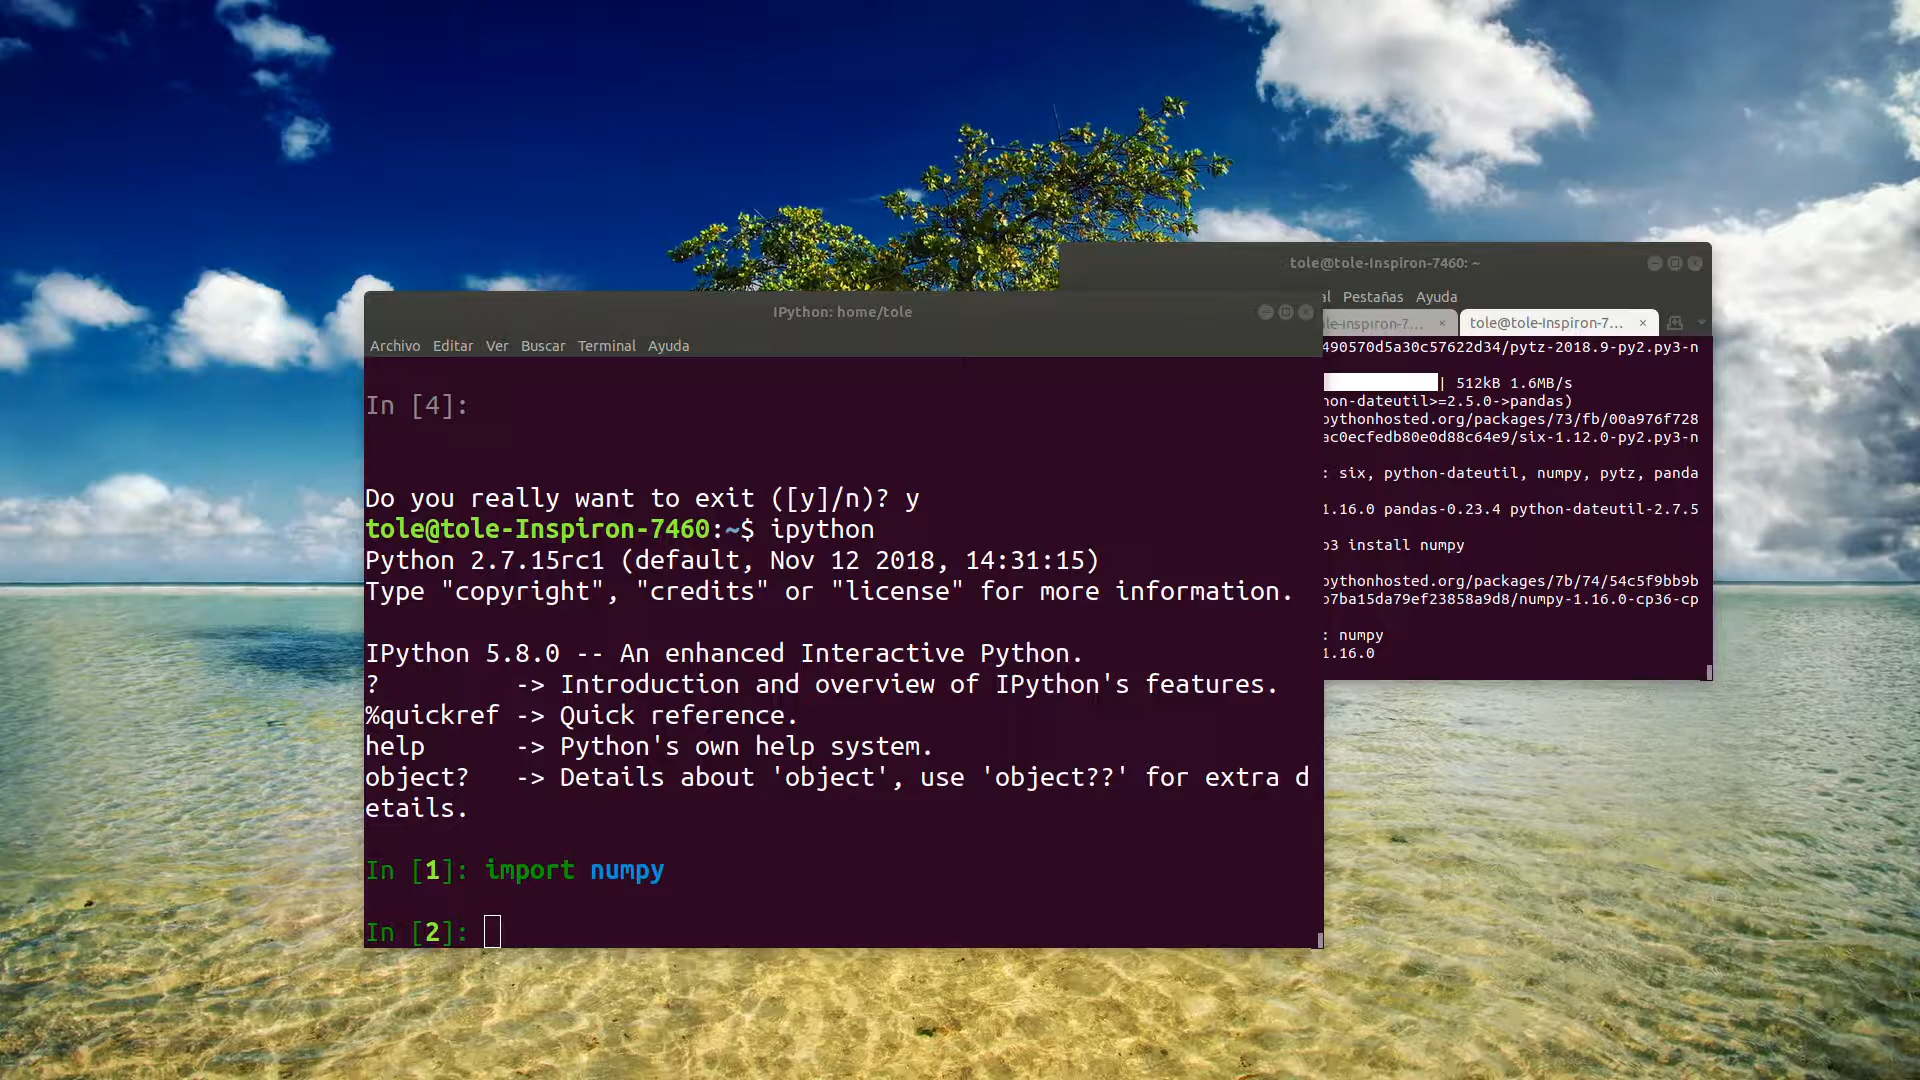 tole@tole-Inspiron-7460: ~
Pestañas Ayuda
tole@tole-Inspiron-7...
490570d5a30c57622d34/pytz-2018.9-py2.py3-n
| 512kB 1.6MB/s
hon-dateutil>=2.5.0->pandas)
pythonhosted.org/packages/73/fb/00a976f728
ac0ecfedb80e0d88c64e9/six-1.12.0-py2.py3-n
: six, python-dateutil, numpy, pytz, panda
1.16.0 pandas-0.23.4 python-dateutil-2.7.5
p3 install numpy
pythonhosted.org/packages/7b/74/54c5f9bb9b
b7ba15da79ef23858a9d8/numpy-1.16.0-cp36-cp
: numpy
1.16.0
IPython: home/tole
Archivo Editar Ver Buscar Terminal Ayuda
In [4]:
Do you really want to exit ([y]/n)? y
tole@tole-Inspiron-7460:~$ ipython
Python 2.7.15rc1 (default, Nov 12 2018, 14:31:15)
Type "copyright", "credits" or "license" for more information.
IPython 5.8.0 -- An enhanced Interactive Python.
? -> Introduction and overview of IPython's features.
%quickref -> Quick reference.
help -> Python's own help system.
object? -> Details about 'object', use 'object??' for extra d
etails.
In [1]: import numpy
In [2]: